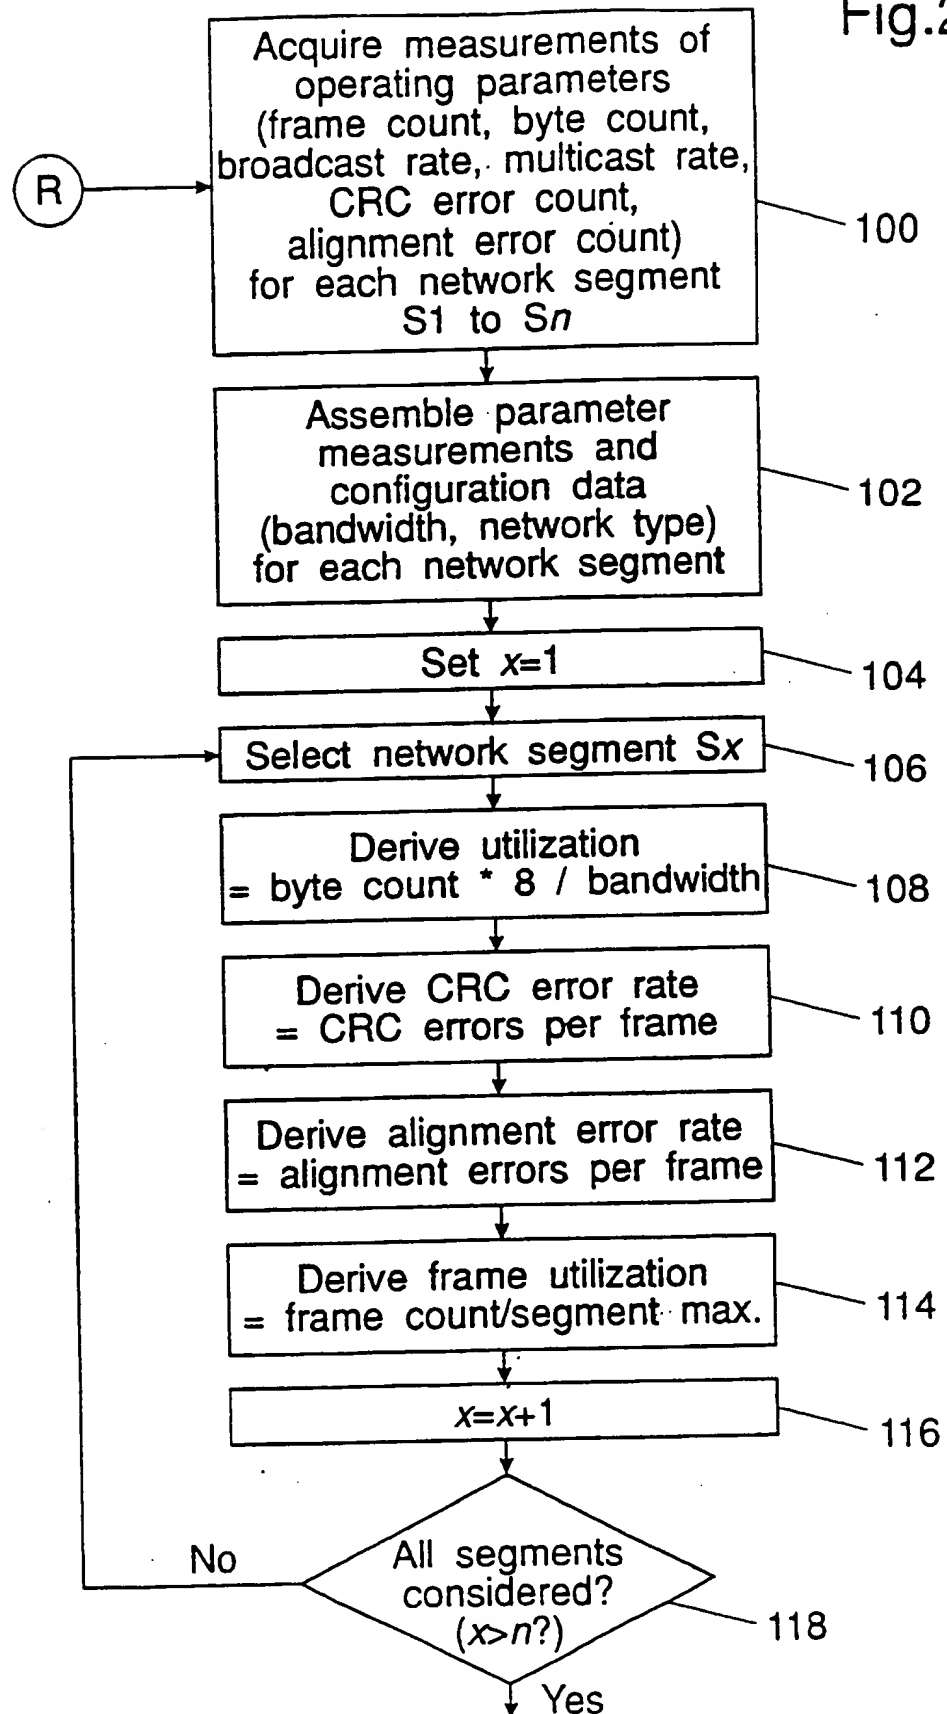 Fig.2
Acquire measurements of
operating parameters
(frame count, byte count,
broadcast rate, multicast rate,
CRC error count,
alignment error count)
for each network segment
S1 to Sn
R
100
Assemble parameter
measurements and
configuration data
(bandwidth, network type)
for each network segment
102
Set x=1
104
Select network segment Sx
106
Derive utilization
= byte count * 8 / bandwidth
108
Derive CRC error rate
= CRC errors per frame
110
Derive alignment error rate
= alignment errors per frame
112
Derive frame utilization
= frame count/segment max.
114
x=x+1
116
No
All segments
considered?
(x>n?)
118
Yes